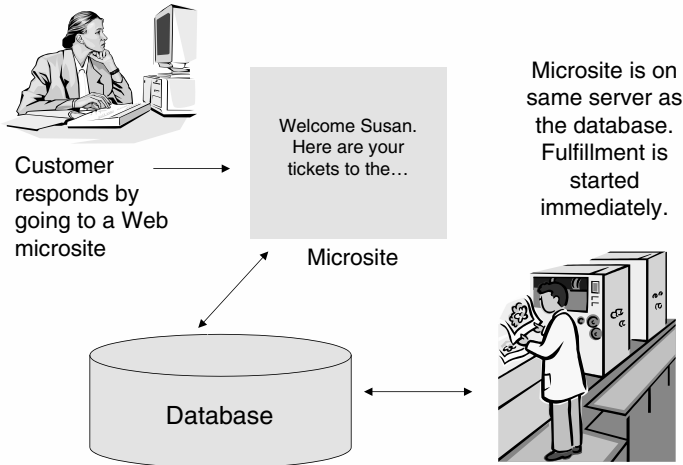 Customer
responds by
going to a Web
microsite
Welcome Susan.
Here are your
tickets to the…
Microsite
Microsite is on
same server as
the database.
Fulfillment is
started
immediately.
Database